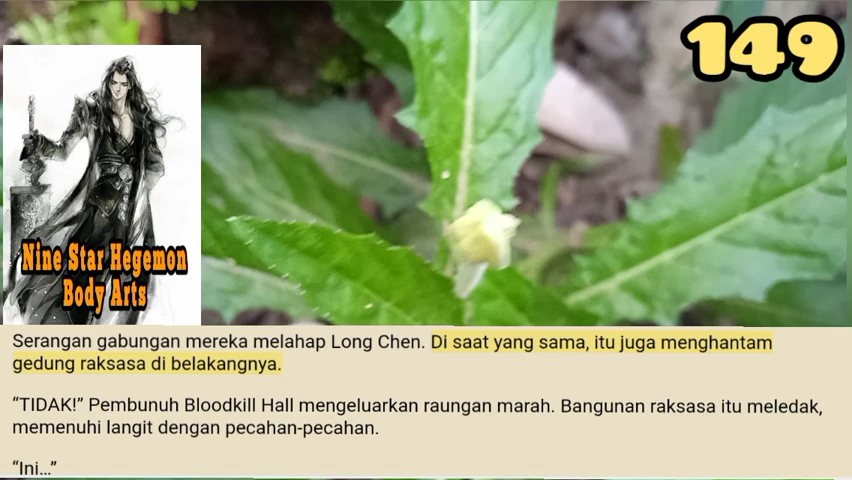 149
Nine Star Hegemon
Body Arts
Serangan gabungan mereka melahap Long Chen. Di saat yang sama, itu juga menghantam
gedung raksasa di belakangnya.
“TIDAK!” Pembunuh Bloodkill Hall mengeluarkan raungan marah. Bangunan raksasa itu meledak,
memenuhi langit dengan pecahan-pecahan.
“Ini…”